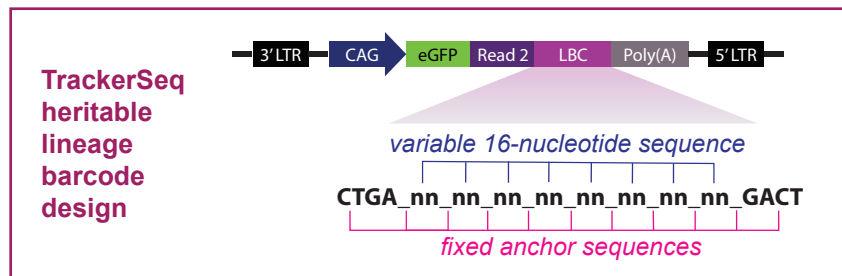 3' LTR CAG eGFP Read 2 LBC Poly(A) 5' LTR
TrackerSeq
heritable
lineage
barcode
design
variable 16-nucleotide sequence
CTGA_nn_nn_nn_nn_nn_nn_nn_nn_GACT
fixed anchor sequences